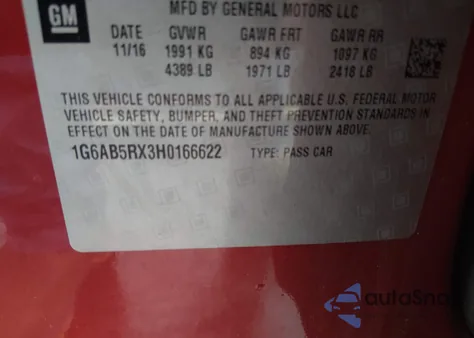 GM
MFD BY GENERAL MOTORS LLC
DATE GVWR GAWR FRT GAWR RR
11/16 1991 KG 894 KG 1097 KG
4389 LB 1971 LB 2418 LB
THIS VEHICLE CONFORMS TO ALL APPLICABLE U.S. FEDERAL MOTOR
VEHICLE SAFETY, BUMPER, AND THEFT PREVENTION STANDARDS IN
EFFECT ON THE DATE OF MANUFACTURE SHOWN ABOVE.
1G6AB5RX3H0166622 TYPE: PASS CAR